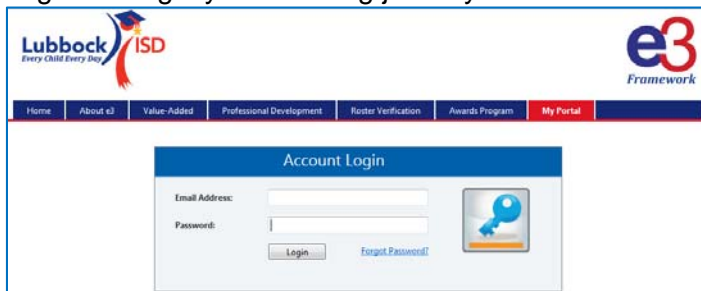 Lubbock ISD
Every Child Every Day
e3
Framework
Home About e3 Value-Added Professional Development Roster Verification Awards Program My Portal
Account Login
Email Address:
Password:
Login Forgot Password?